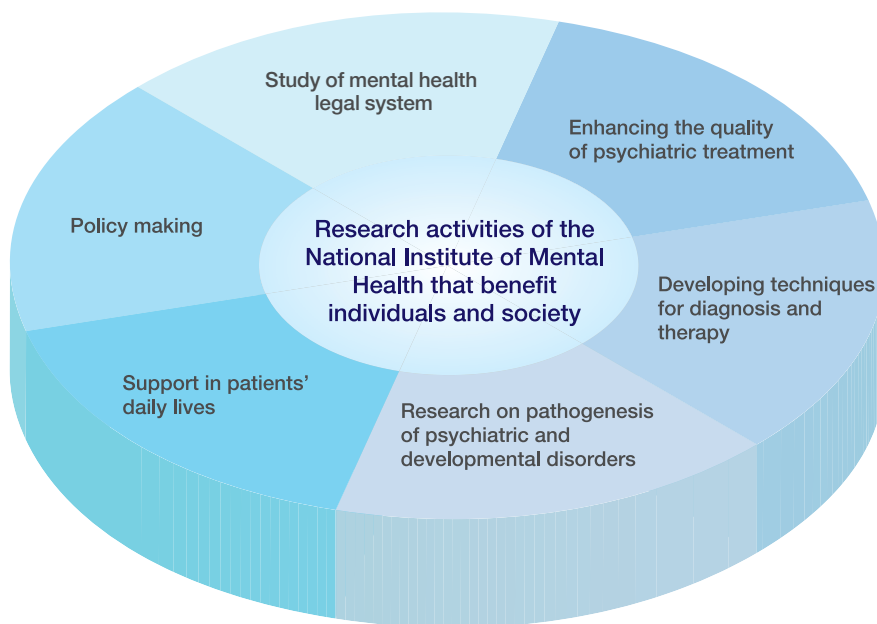 Study of mental health
legal system
Enhancing the quality
of psychiatric treatment
Policy making
Research activities of the
National Institute of Mental
Health that benefit
individuals and society
Developing techniques
for diagnosis and
therapy
Support in patients’
daily lives
Research on pathogenesis
of psychiatric and
developmental disorders